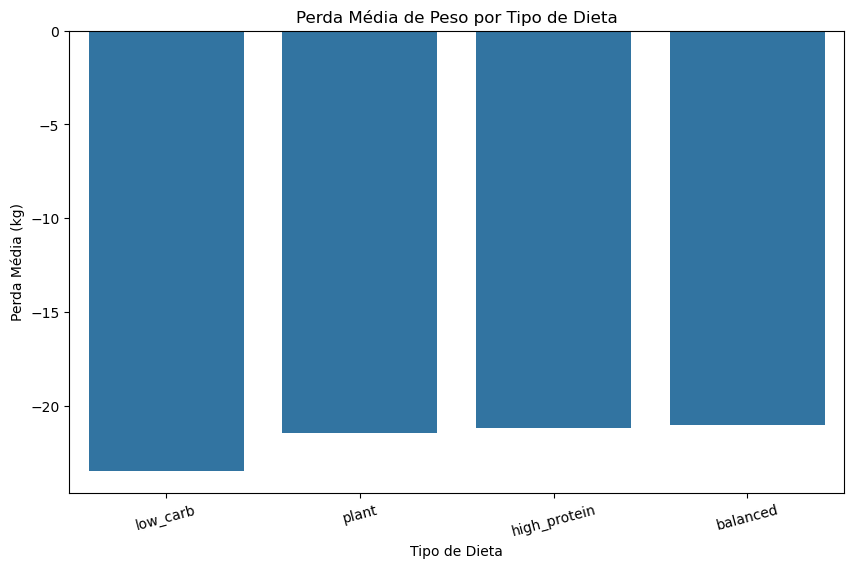 Perda Média de Peso por Tipo de Dieta
Perda Média (kg)
0
−5
−10
−15
−20
low_carb
plant
high_protein
balanced
Tipo de Dieta